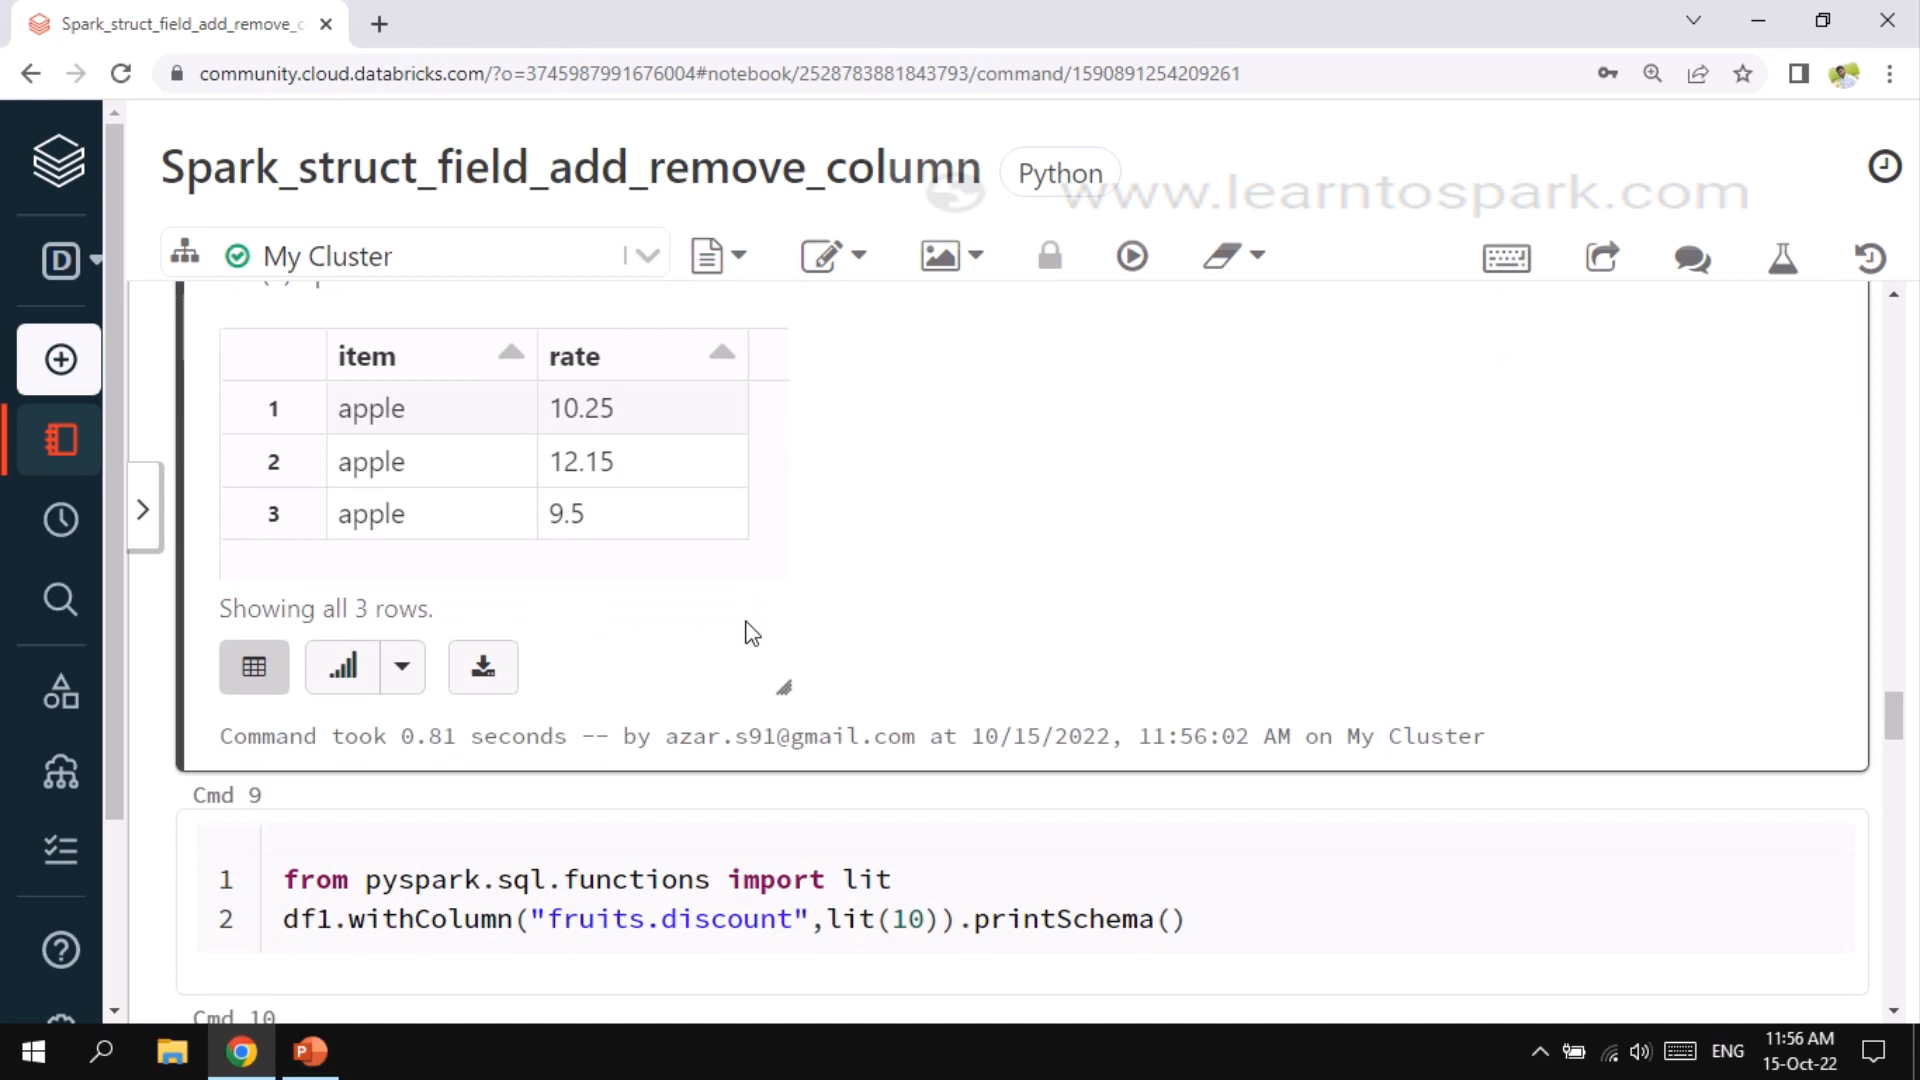 Spark_struct_field_add_remove_c
community.cloud.databricks.com/?o=3745987991676004#notebook/2528783881843793/command/1590891254209261
Spark_struct_field_add_remove_column Python
www.learntospark.com
D
My Cluster
item rate
1 apple 10.25
2 apple 12.15
3 apple 9.5
Showing all 3 rows.
Command took 0.81 seconds -- by azar.s91@gmail.com at 10/15/2022, 11:56:02 AM on My Cluster
Cmd 9
1 from pyspark.sql.functions import lit
2 df1.withColumn("fruits.discount",lit(10)).printSchema()
Cmd 10
P
ENG
11:56 AM
15-Oct-22